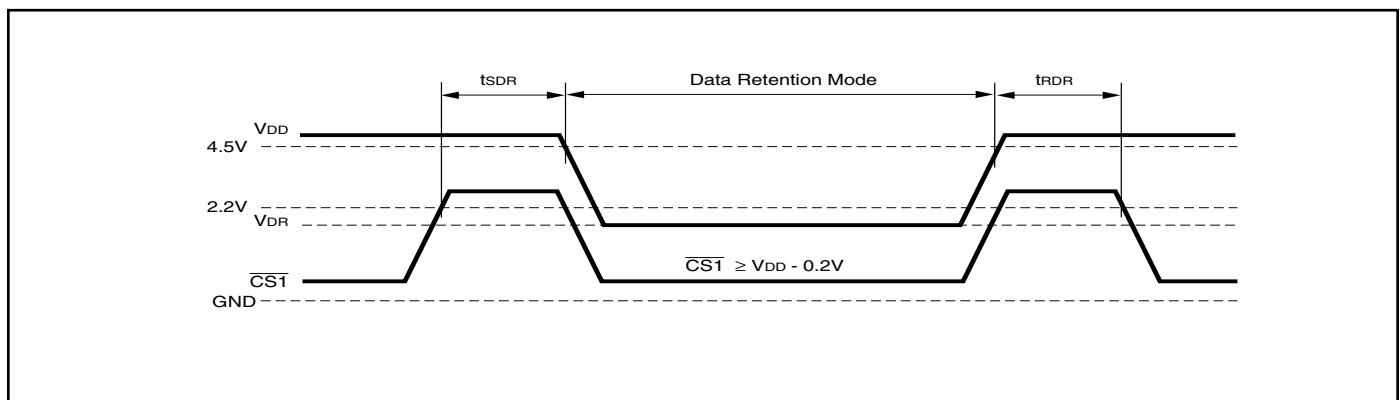 tSDR Data Retention Mode tRDR
VDD
4.5V
2.2V
VDR
CS1 ≥ VDD - 0.2V
CS1
GND